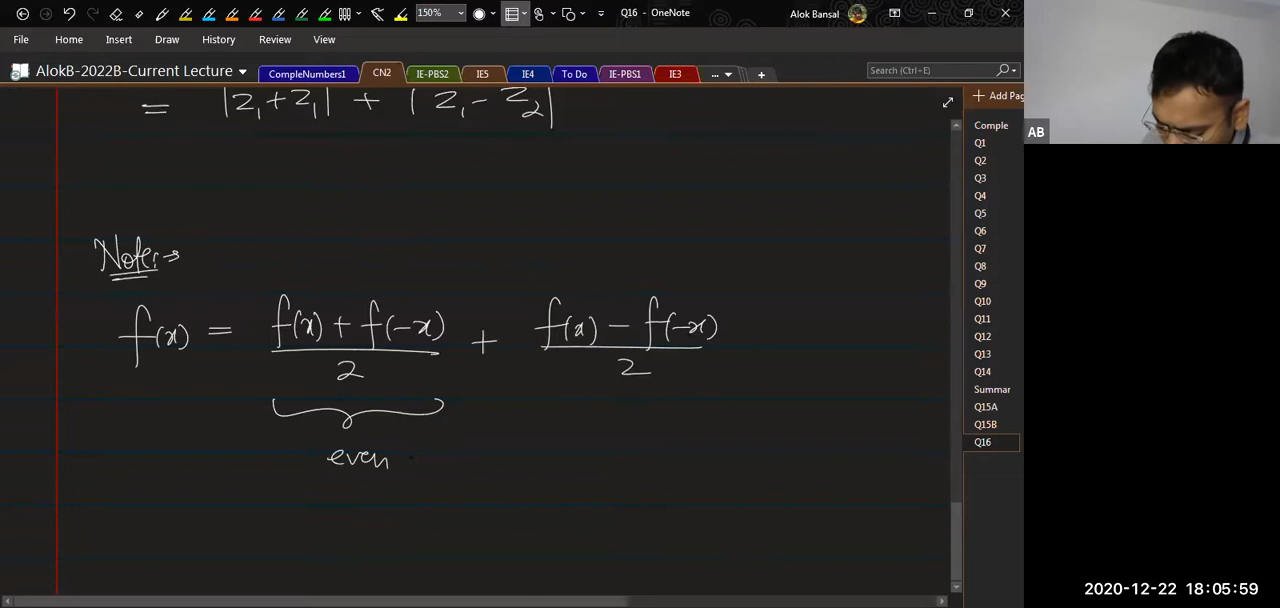 150% Q16 - OneNote Alok Bansal
File Home Insert Draw History Review View
AlokB-2022B-Current Lecture CompleNumbers1 CN2 IE-PBS2 IE5 IE4 To Do IE-PBS1 IE3 ... + Search (Ctrl+E)
= |z₁+z₁| + |z₁-z₂|
Note:→
f(x) = f(x) + f(-x) / 2 + f(x) - f(-x) / 2
even
+ Add Pag
Comple
Q1
Q2
Q3
Q4
Q5
Q6
Q7
Q8
Q9
Q10
Q11
Q12
Q13
Q14
Summar
Q15A
Q15B
Q16
AB
2020-12-22 18:05:59